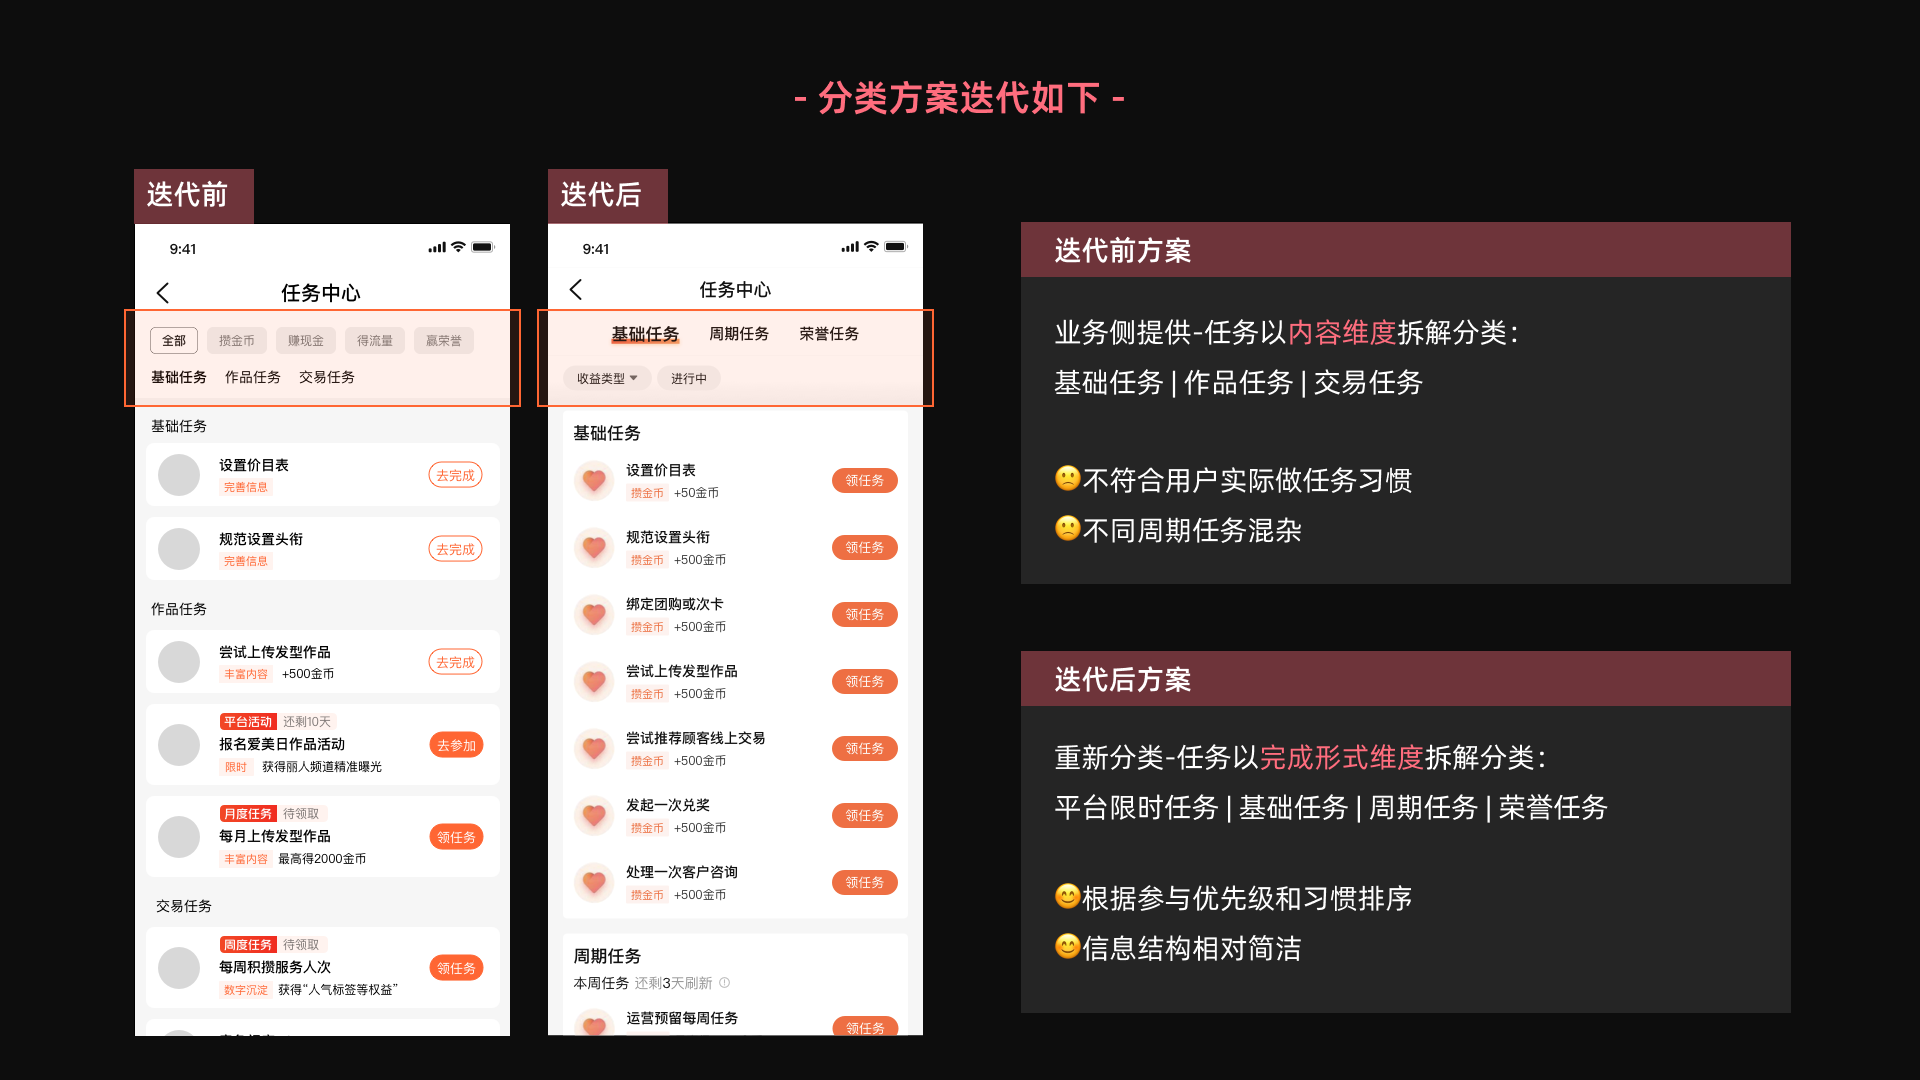 - 分类方案迭代如下 -
迭代前
9:41
任务中心
全部 攒金币 赚现金 得流量 赢荣誉
基础任务 作品任务 交易任务
基础任务
设置价目表
完善信息
去完成
规范设置头衔
完善信息
去完成
作品任务
尝试上传发型作品
丰富内容 +500金币
去完成
平台活动 还剩10天
报名爱美日作品活动
限时 获得丽人频道精准曝光
去参加
月度任务 待领取
每月上传发型作品
丰富内容 最高得2000金币
领任务
交易任务
周度任务 待领取
每周积攒服务人次
数字沉淀 获得“人气标签等权益”
领任务
迭代后
9:41
任务中心
基础任务 周期任务 荣誉任务
收益类型 进行中
基础任务
设置价目表
攒金币 +50金币
领任务
规范设置头衔
攒金币 +500金币
领任务
绑定团购或次卡
攒金币 +500金币
领任务
尝试上传发型作品
攒金币 +500金币
领任务
尝试推荐顾客线上交易
攒金币 +500金币
领任务
发起一次兑奖
攒金币 +500金币
领任务
处理一次客户咨询
攒金币 +500金币
领任务
周期任务
本周任务 还剩3天刷新
运营预留每周任务
领任务
迭代前方案
业务侧提供-任务以内容维度拆解分类：
基础任务 | 作品任务 | 交易任务
🙁不符合用户实际做任务习惯
🙁不同周期任务混杂
迭代后方案
重新分类-任务以完成形式维度拆解分类：
平台限时任务 | 基础任务 | 周期任务 | 荣誉任务
😊根据参与优先级和习惯排序
😊信息结构相对简洁